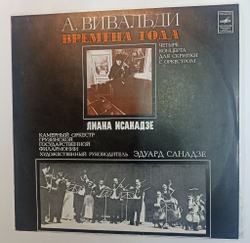 А. ВИВАЛЬДИ
ВРЕМЕНА ГОДА
ЧЕТЫРЕ
КОНЦЕРТА
ДЛЯ СКРИПКИ
С ОРКЕСТРОМ
ЛИАНА ИСАКАДЗЕ
КАМЕРНЫЙ ОРКЕСТР
ГРУЗИНСКОЙ
ГОСУДАРСТВЕННОЙ
ФИЛАРМОНИИ
ХУДОЖЕСТВЕННЫЙ РУКОВОДИТЕЛЬ ЭДУАРД САНАДЗЕ